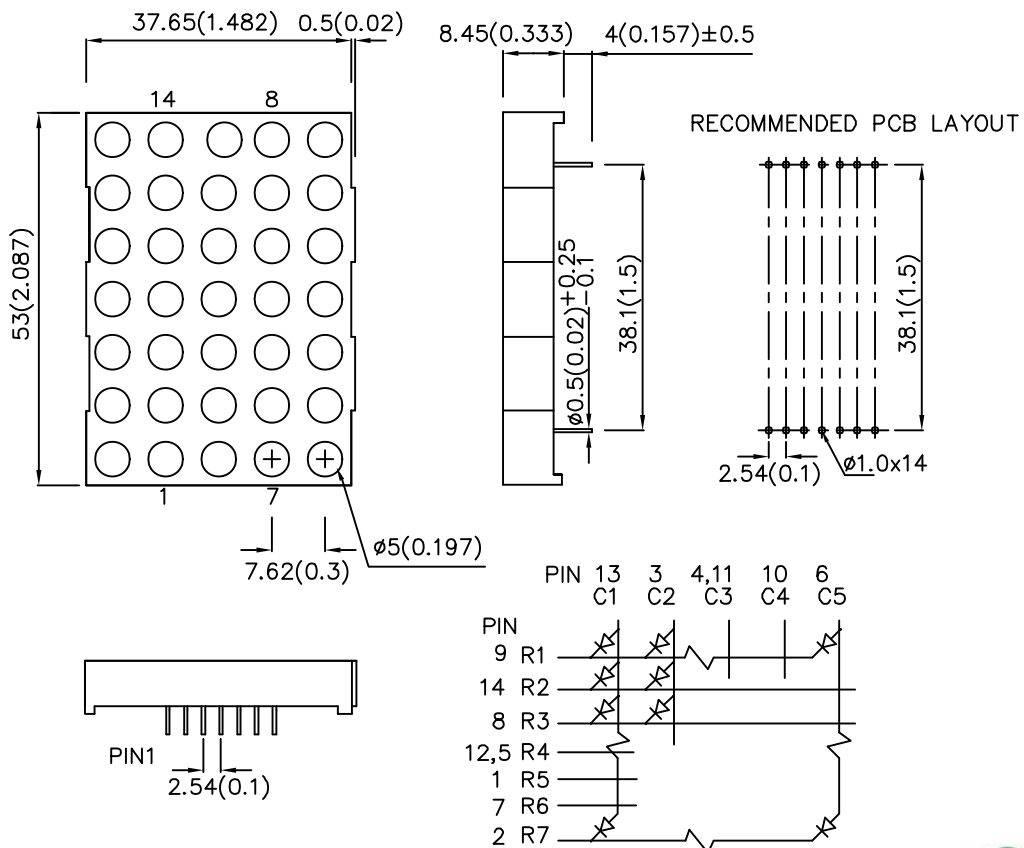 37.65(1.482) 0.5(0.02)
8.45(0.333) 4(0.157)±0.5
14 8
RECOMMENDED PCB LAYOUT
53(2.087)
ø0.5(0.02)+0.25
−0.1
38.1(1.5)
38.1(1.5)
2.54(0.1)
ø1.0x14
1 7
ø5(0.197)
7.62(0.3)
PIN 13 3 4,11 10 6
C1 C2 C3 C4 C5
PIN
9 R1
14 R2
8 R3
12,5 R4
1 R5
7 R6
2 R7
PIN1
2.54(0.1)